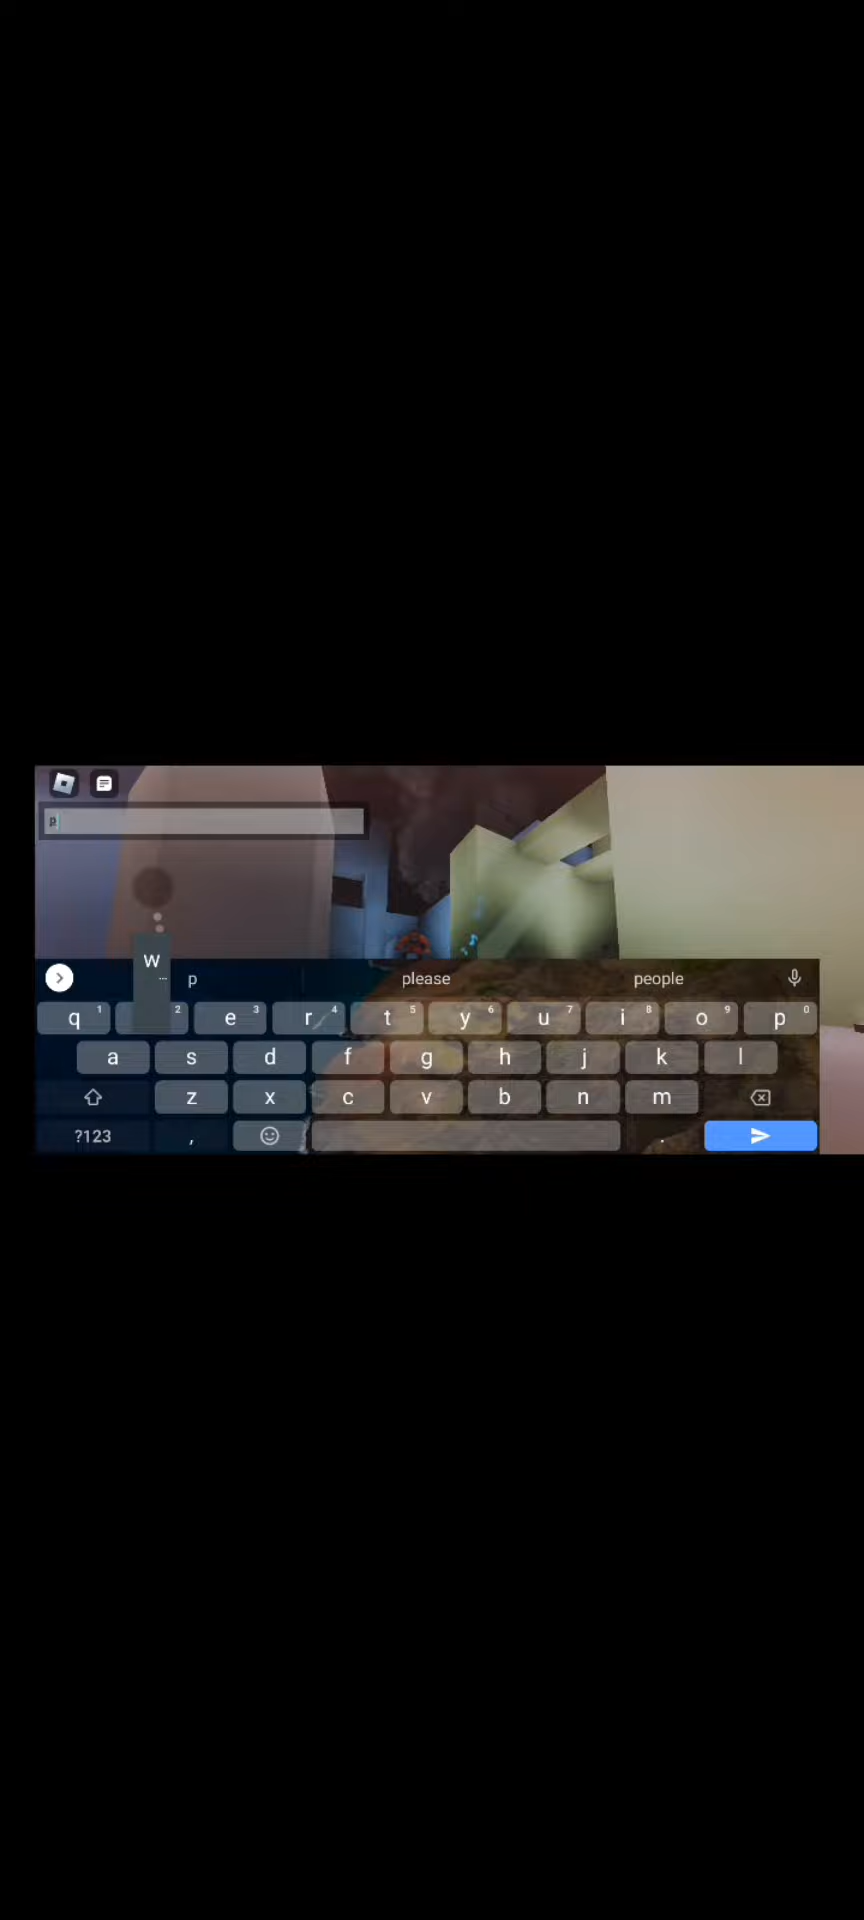 p
w
p please people
q 1 2 e 3 r 4 t 5 y 6 u 7 i 8 o 9 p 0
a s d f g h j k l
z x c v b n m
?123 , .